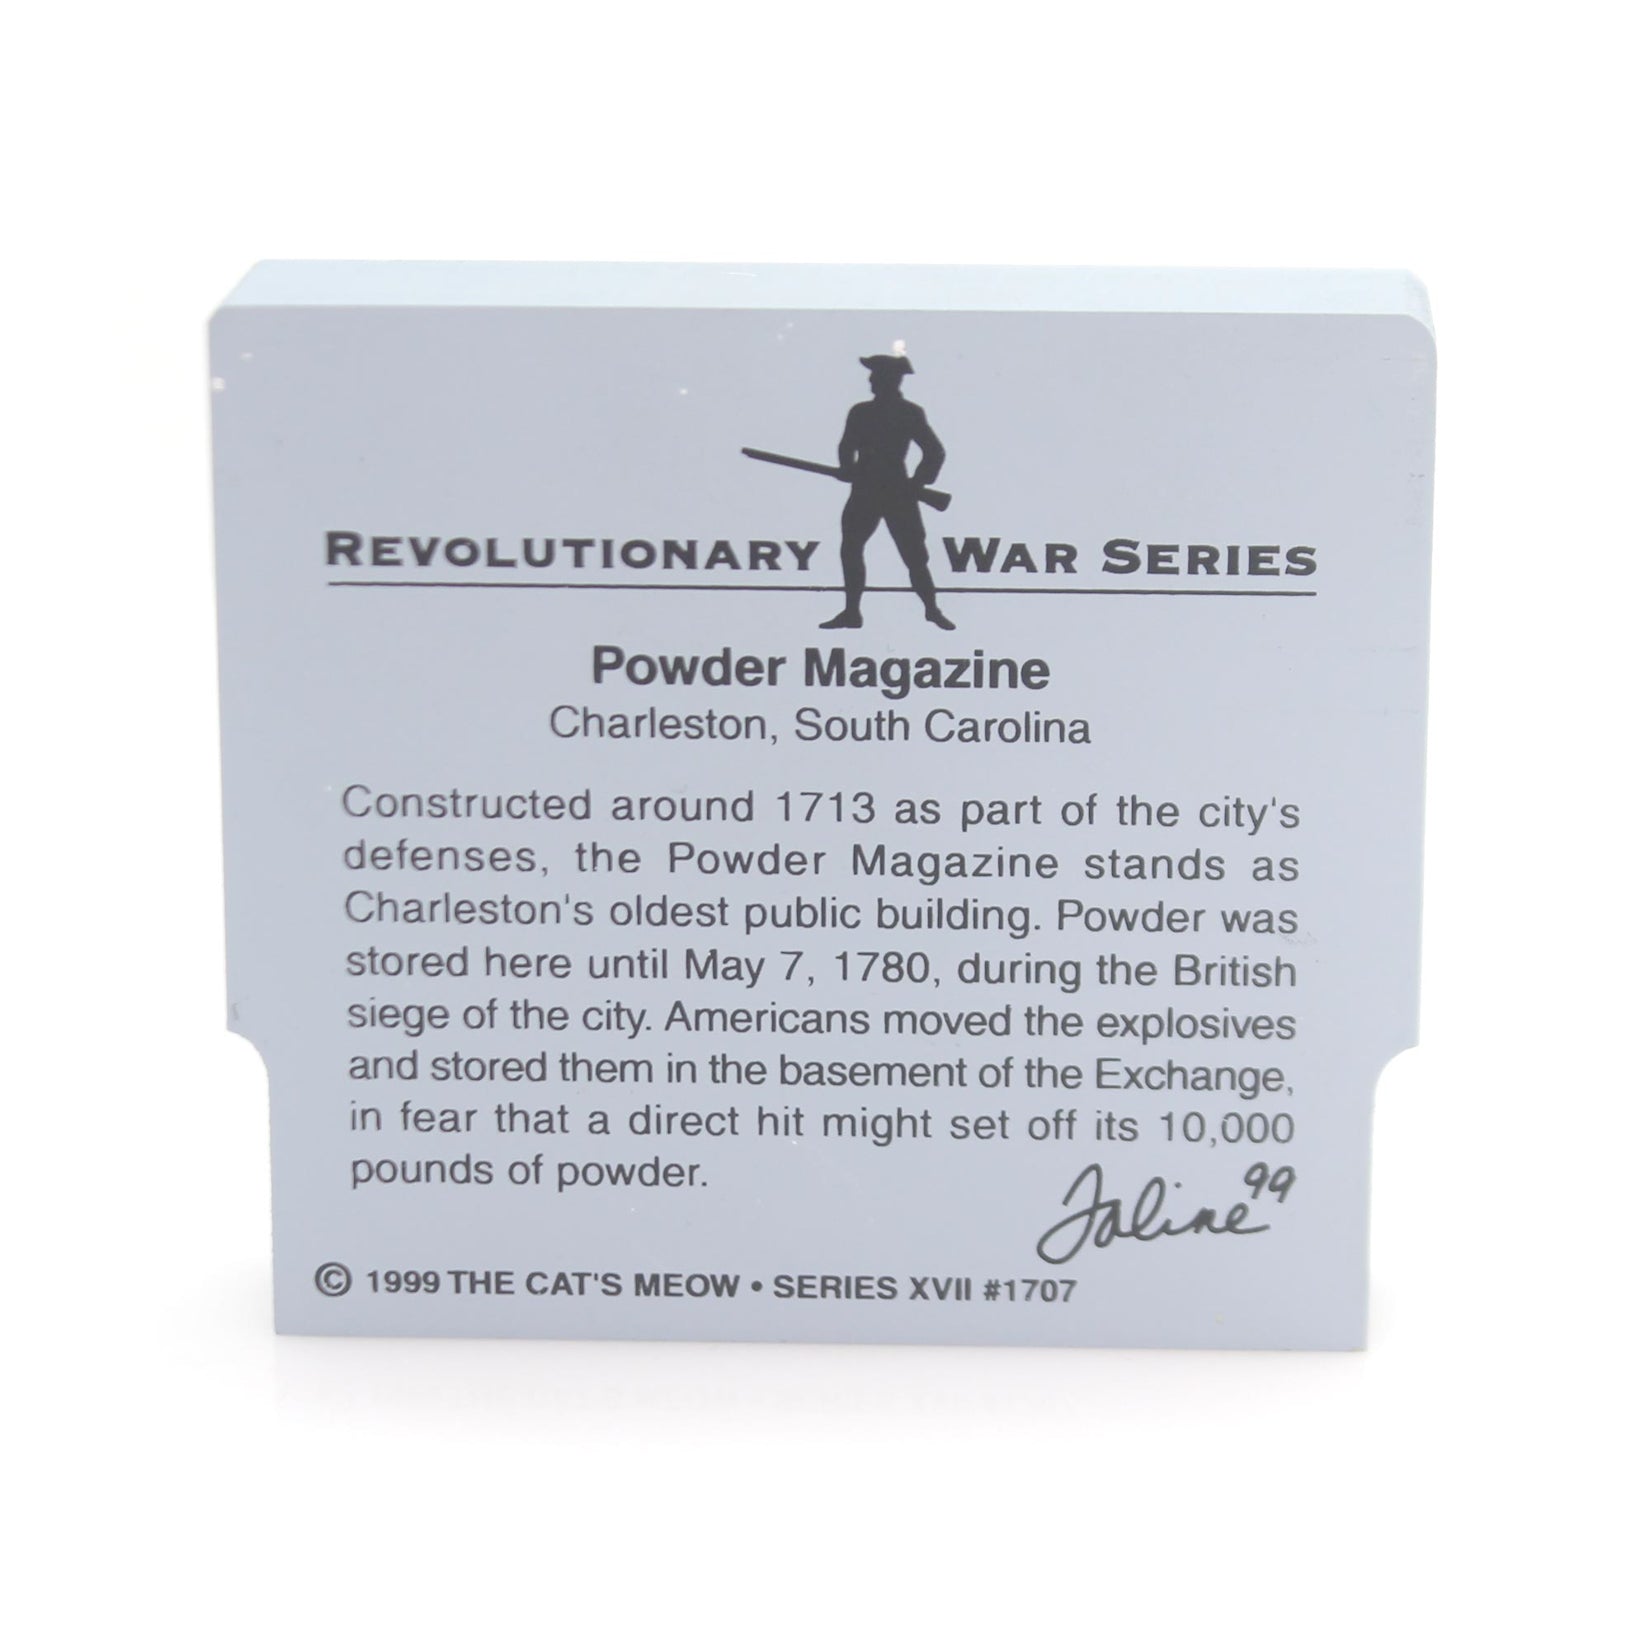 REVOLUTIONARY WAR SERIES
Powder Magazine
Charleston, South Carolina
Constructed around 1713 as part of the city's
defenses, the Powder Magazine stands as
Charleston's oldest public building. Powder was
stored here until May 7, 1780, during the British
siege of the city. Americans moved the explosives
and stored them in the basement of the Exchange,
in fear that a direct hit might set off its 10,000
pounds of powder.
Faline 99
© 1999 THE CAT'S MEOW • SERIES XVII #1707